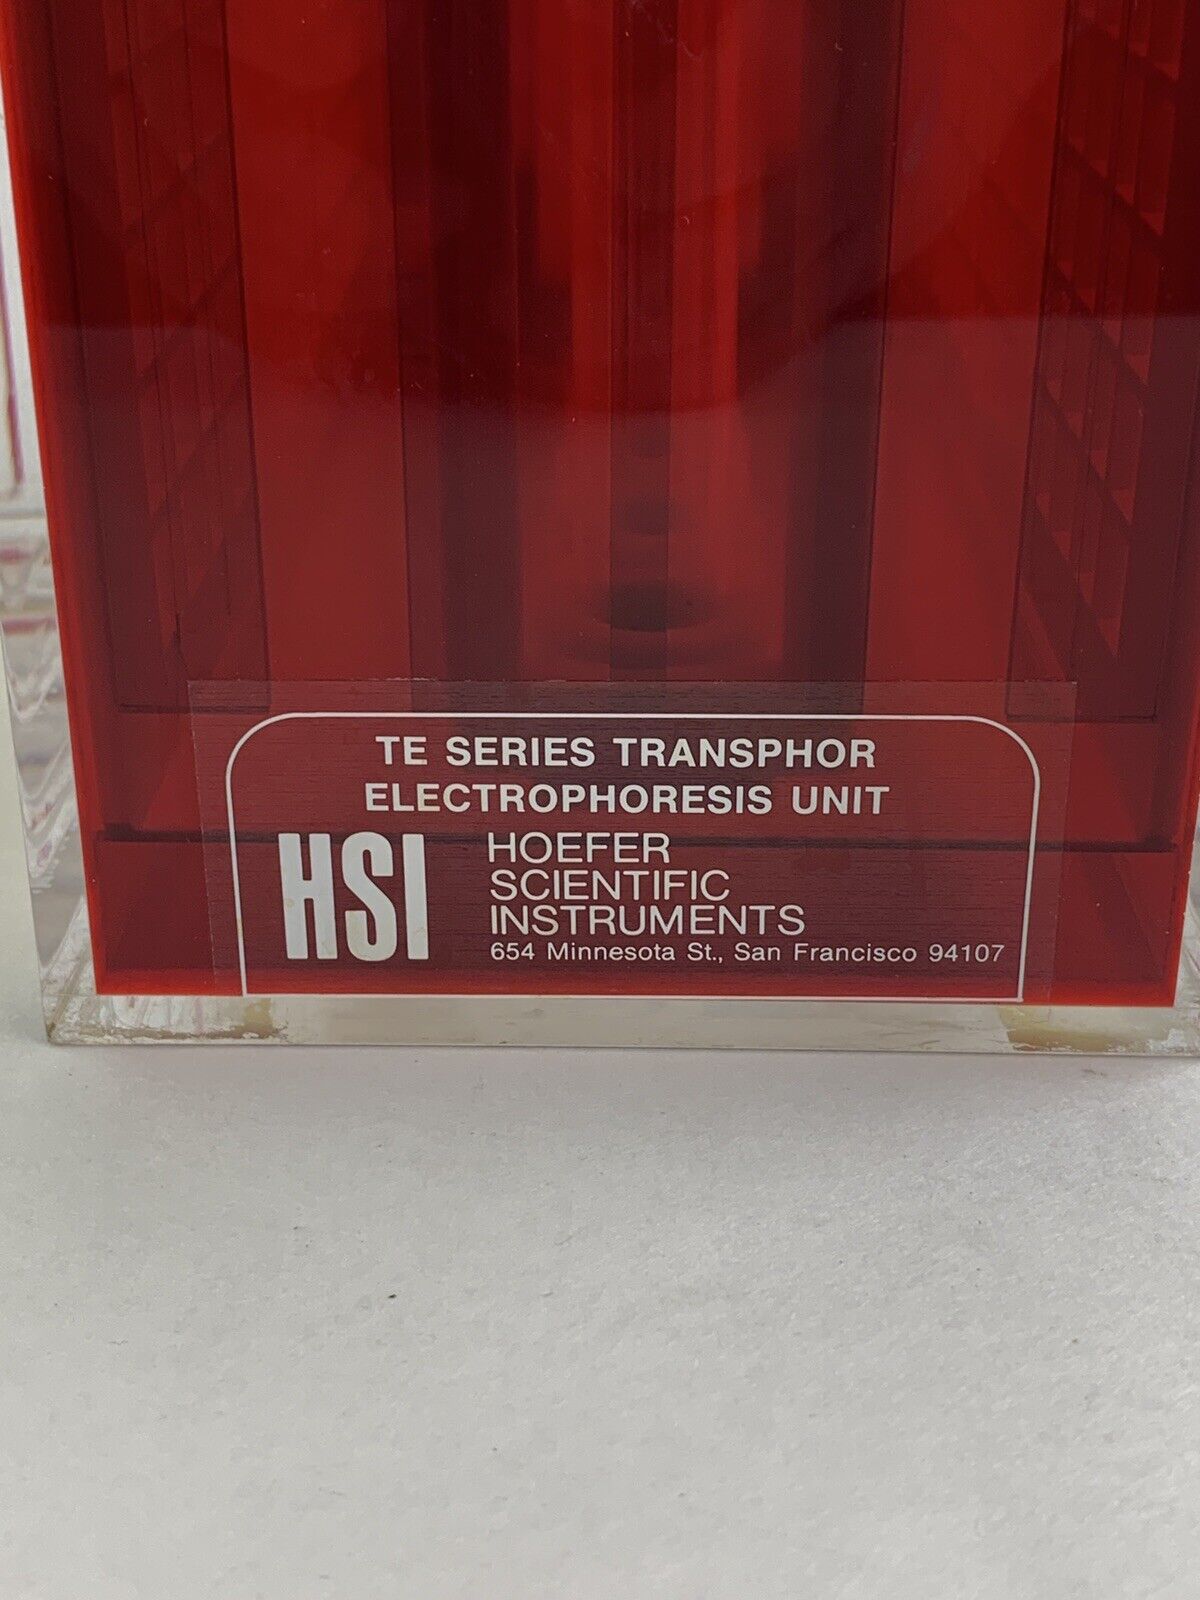 TE SERIES TRANSPHOR
ELECTROPHORESIS UNIT
HSI
HOEFER
SCIENTIFIC
INSTRUMENTS
654 Minnesota St., San Francisco 94107